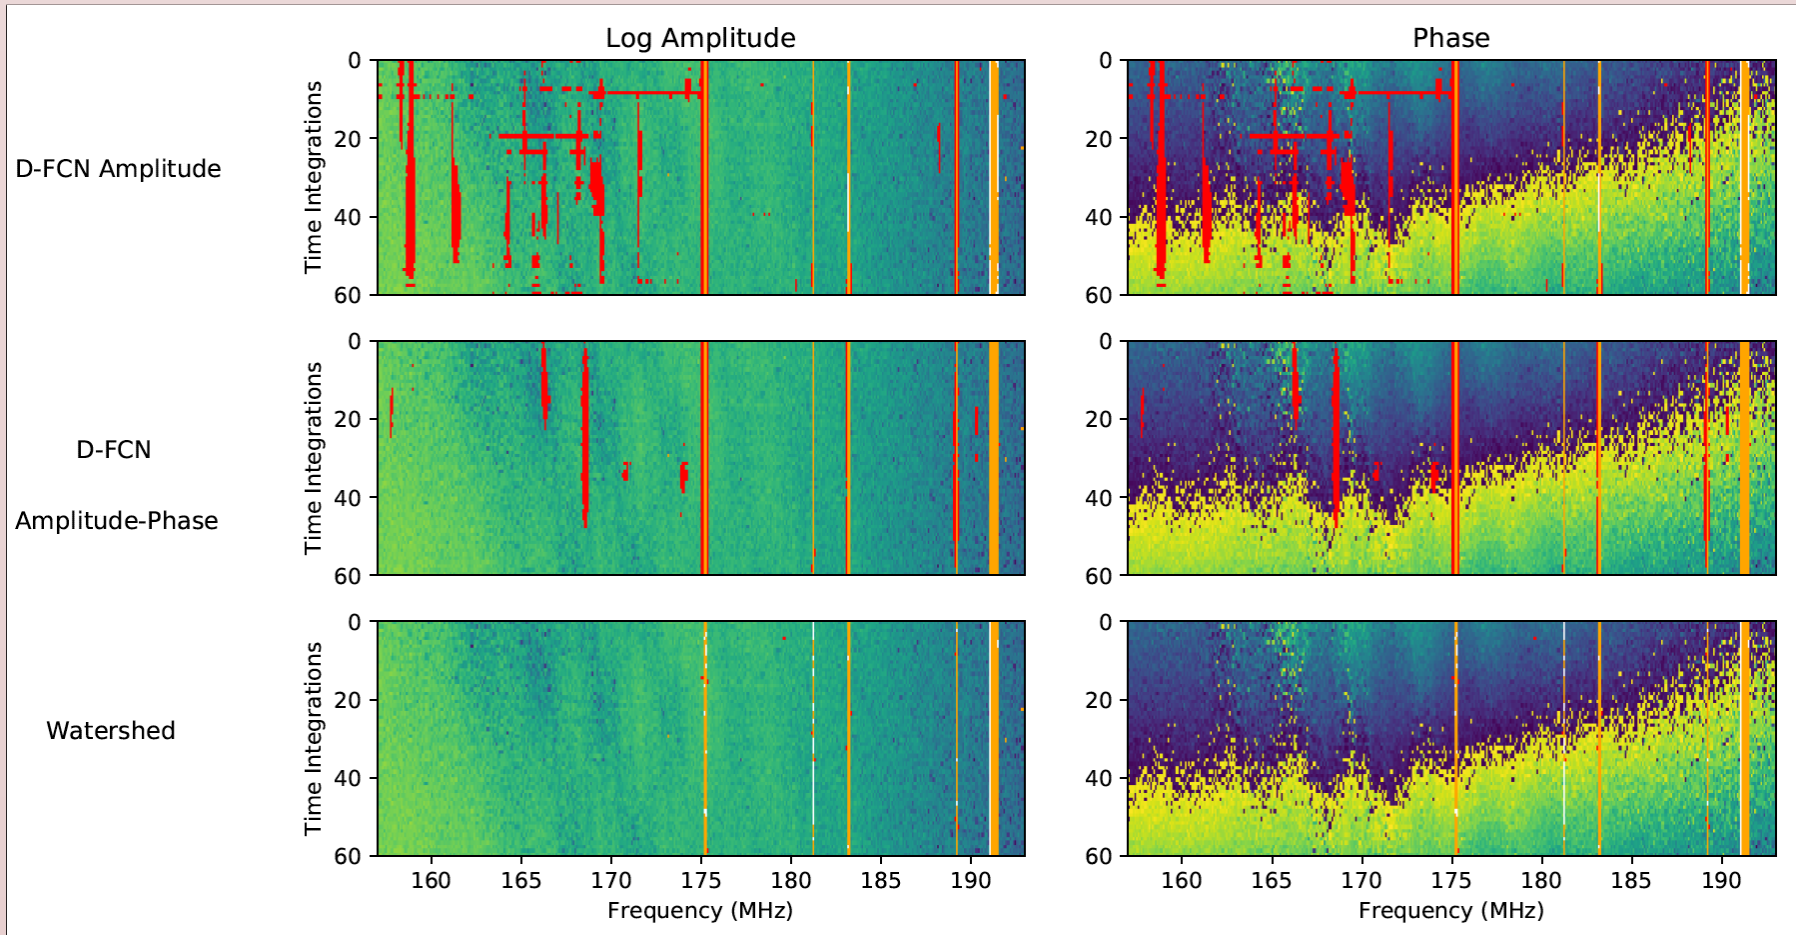 Log Amplitude
Phase
D-FCN Amplitude
Time Integrations
0
20
40
60
0
20
40
60
D-FCN
Amplitude-Phase
Time Integrations
0
20
40
60
0
20
40
60
Watershed
Time Integrations
0
20
40
60
0
20
40
60
160 165 170 175 180 185 190
160 165 170 175 180 185 190
Frequency (MHz)
Frequency (MHz)